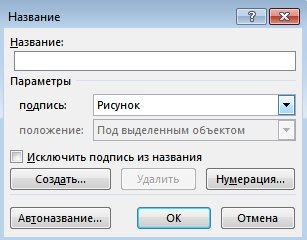 Название
Название:
Параметры
подпись: Рисунок
положение: Под выделенным объектом
Исключить подпись из названия
Создать... Удалить Нумерация...
Автоназвание... ОК Отмена